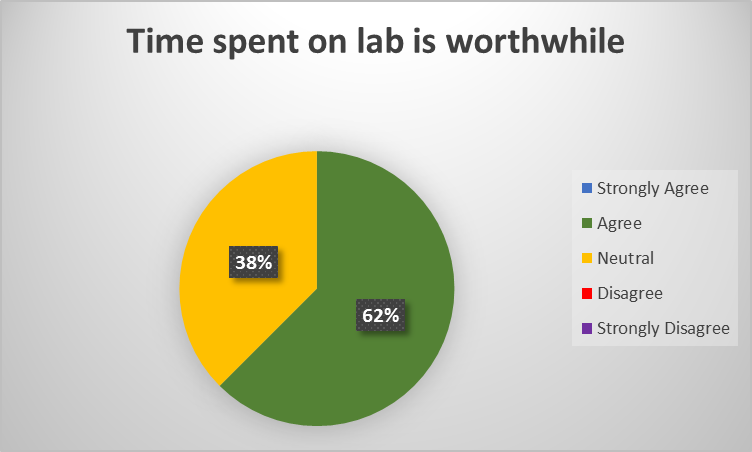 Time spent on lab is worthwhile
38%
62%
Strongly Agree
Agree
Neutral
Disagree
Strongly Disagree